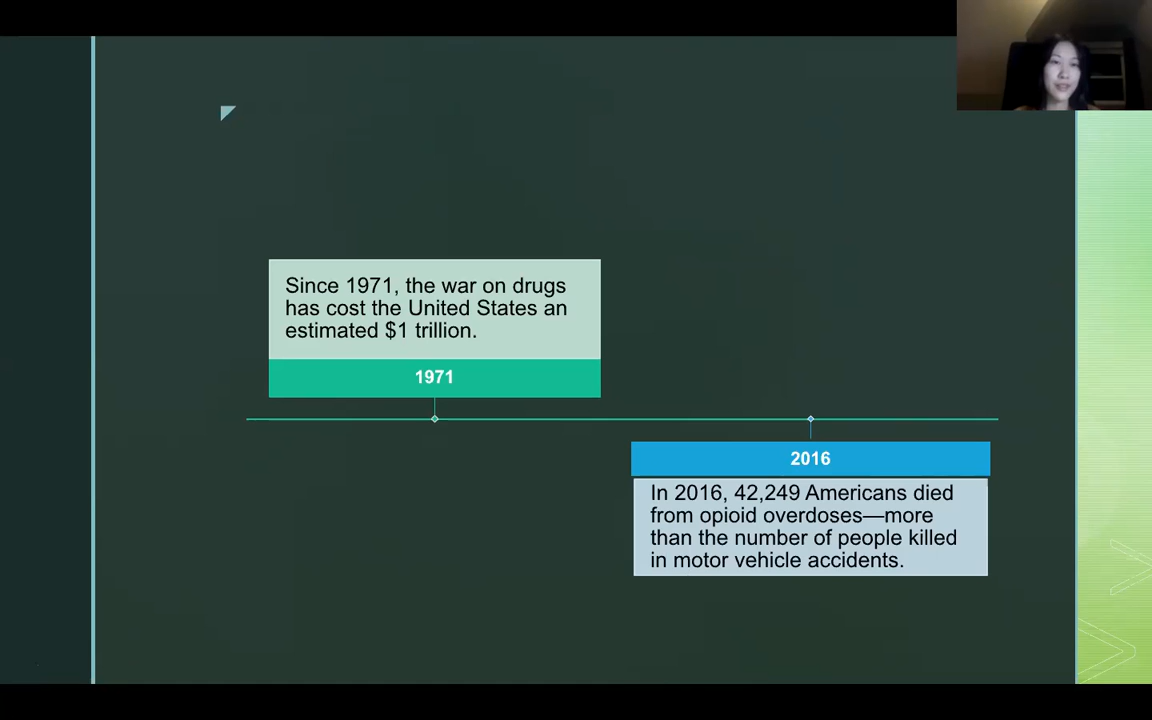 Since 1971, the war on drugs
has cost the United States an
estimated $1 trillion.
1971
2016
In 2016, 42,249 Americans died
from opioid overdoses—more
than the number of people killed
in motor vehicle accidents.